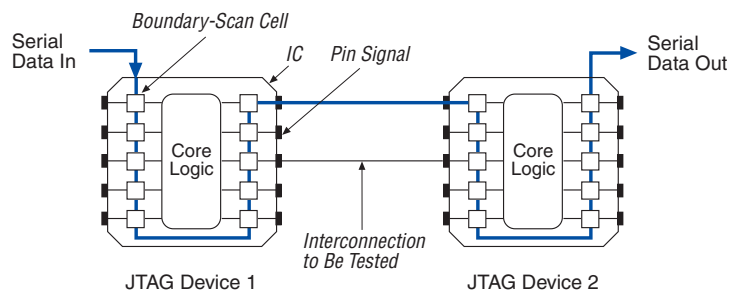 Boundary-Scan Cell
Serial
Data In
IC
Pin Signal
Serial
Data Out
Core
Logic
Core
Logic
Interconnection
to Be Tested
JTAG Device 1
JTAG Device 2